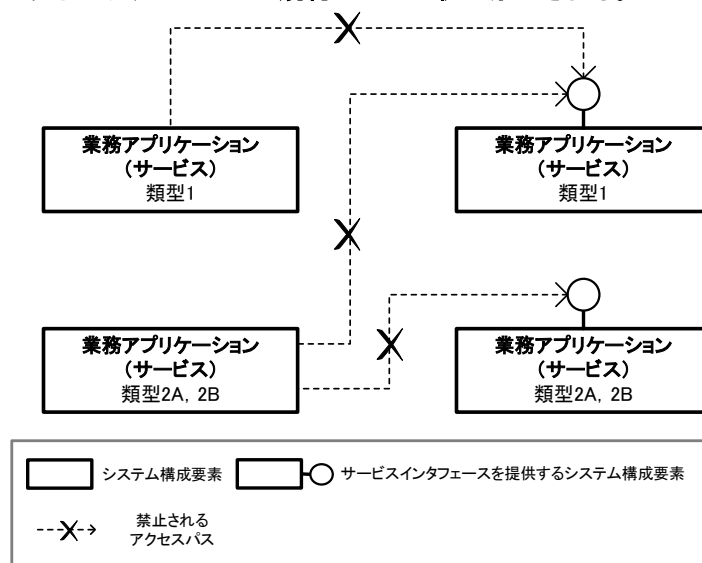 業務アプリケーション
(サービス)
類型1
業務アプリケーション
(サービス)
類型1
業務アプリケーション
(サービス)
類型2A, 2B
業務アプリケーション
(サービス)
類型2A, 2B
システム構成要素
サービスインタフェースを提供するシステム構成要素
禁止される
アクセスパス